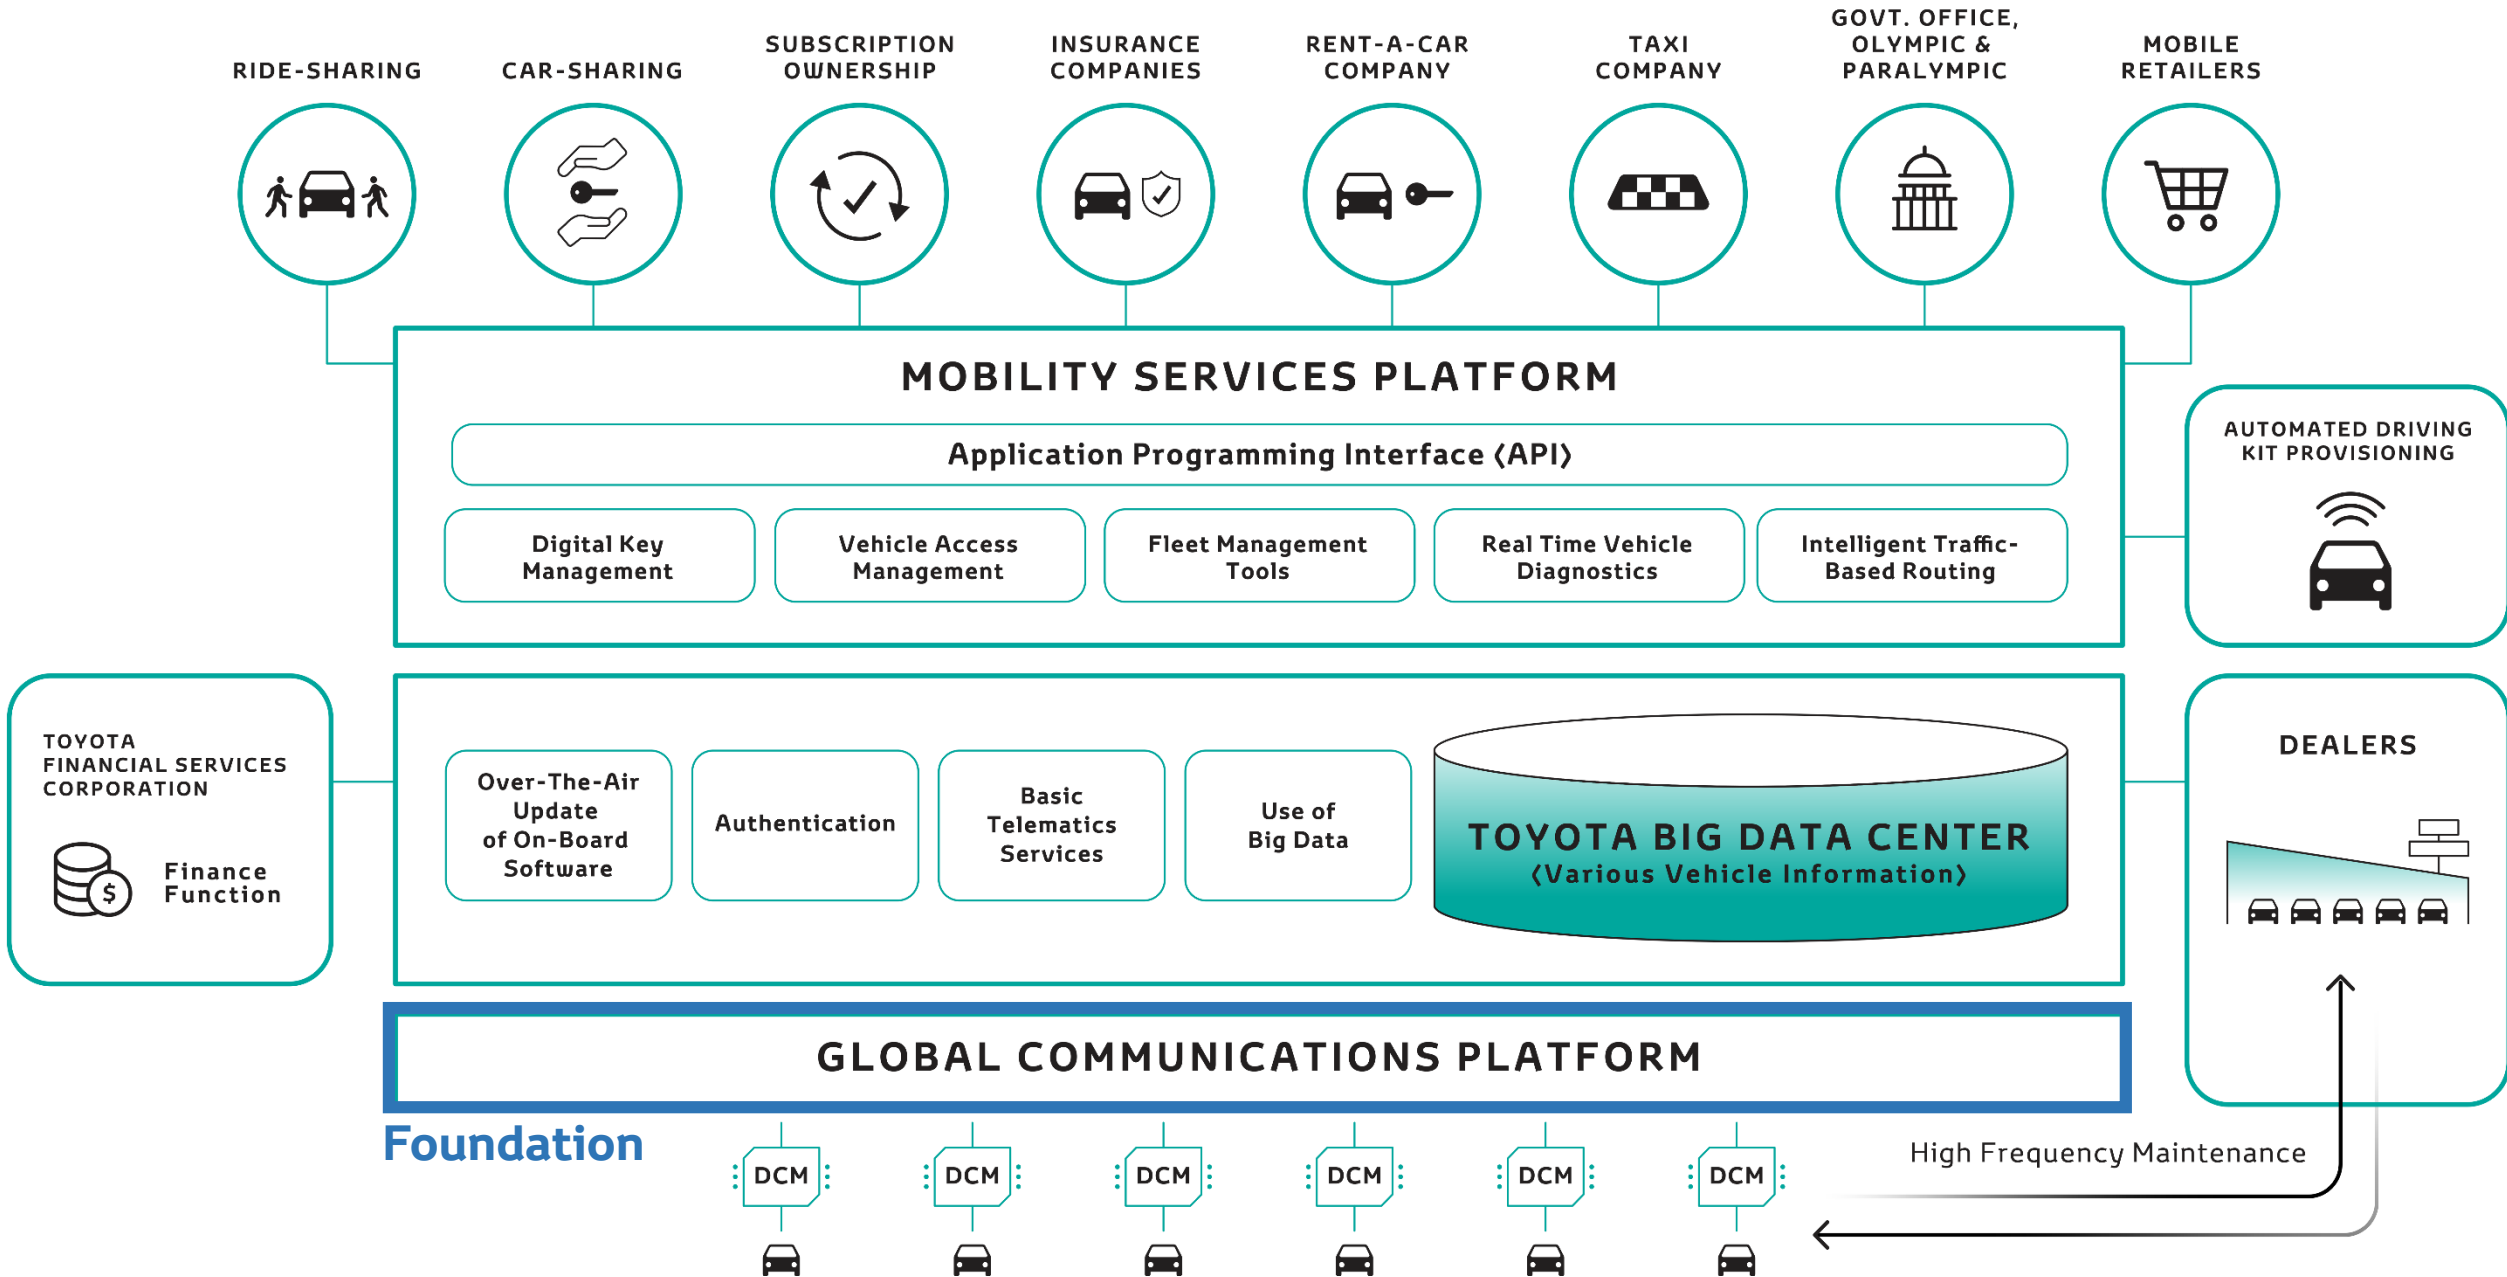 RIDE-SHARING
CAR-SHARING
SUBSCRIPTION
OWNERSHIP
INSURANCE
COMPANIES
RENT-A-CAR
COMPANY
TAXI
COMPANY
GOVT. OFFICE,
OLYMPIC &
PARALYMPIC
MOBILE
RETAILERS
MOBILITY SERVICES PLATFORM
Application Programming Interface 〈API〉
Digital Key
Management
Vehicle Access
Management
Fleet Management
Tools
Real Time Vehicle
Diagnostics
Intelligent Traffic-
Based Routing
AUTOMATED DRIVING
KIT PROVISIONING
TOYOTA
FINANCIAL SERVICES
CORPORATION
$
Finance
Function
Over-The-Air
Update
of On-Board
Software
Authentication
Basic
Telematics
Services
Use of
Big Data
TOYOTA BIG DATA CENTER
〈Various Vehicle Information〉
DEALERS
GLOBAL COMMUNICATIONS PLATFORM
Foundation
DCM
DCM
DCM
DCM
DCM
DCM
High Frequency Maintenance